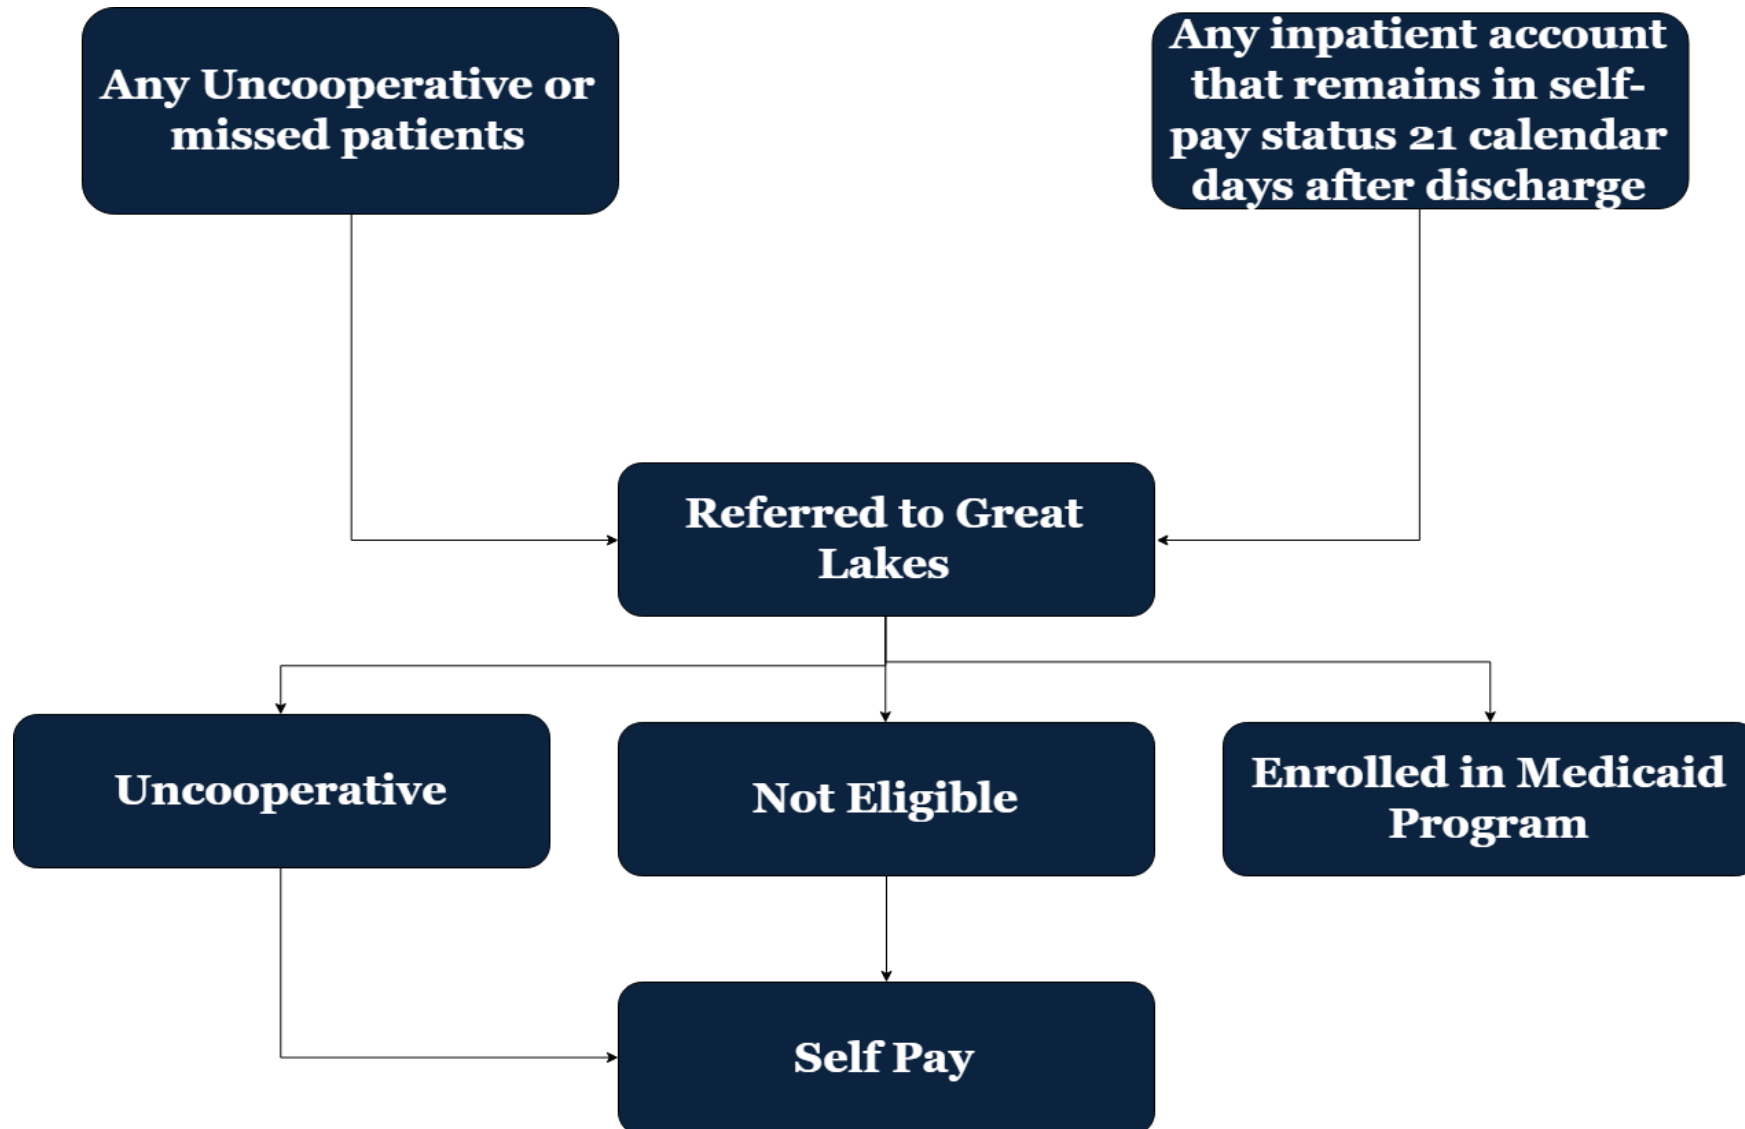 Any Uncooperative or
missed patients
Any inpatient account
that remains in self-
pay status 21 calendar
days after discharge
Referred to Great
Lakes
Uncooperative
Not Eligible
Enrolled in Medicaid
Program
Self Pay